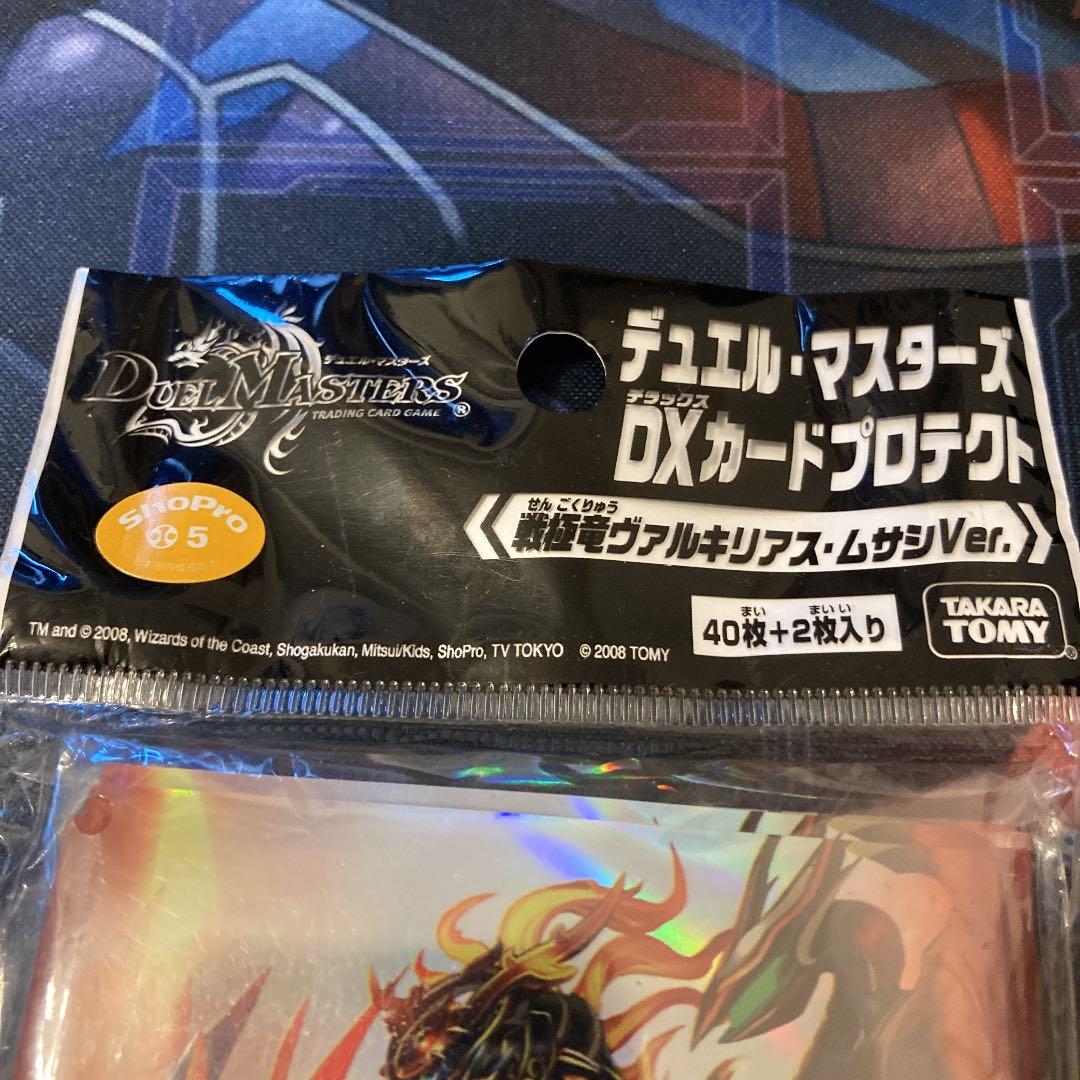 デュエル・マスターズ
DUEL MASTERS®
TRADING CARD GAME
デュエル・マスターズ
デラックス
DXカードプロテクト
せんごくりゅう
戦極竜ヴァルキリアス・ムサシVer.
ShoPro
5
まい まいい
40枚+2枚入り
TAKARA
TOMY®
TM and © 2008, Wizards of the Coast, Shogakukan, Mitsui/Kids, ShoPro, TV TOKYO © 2008 TOMY